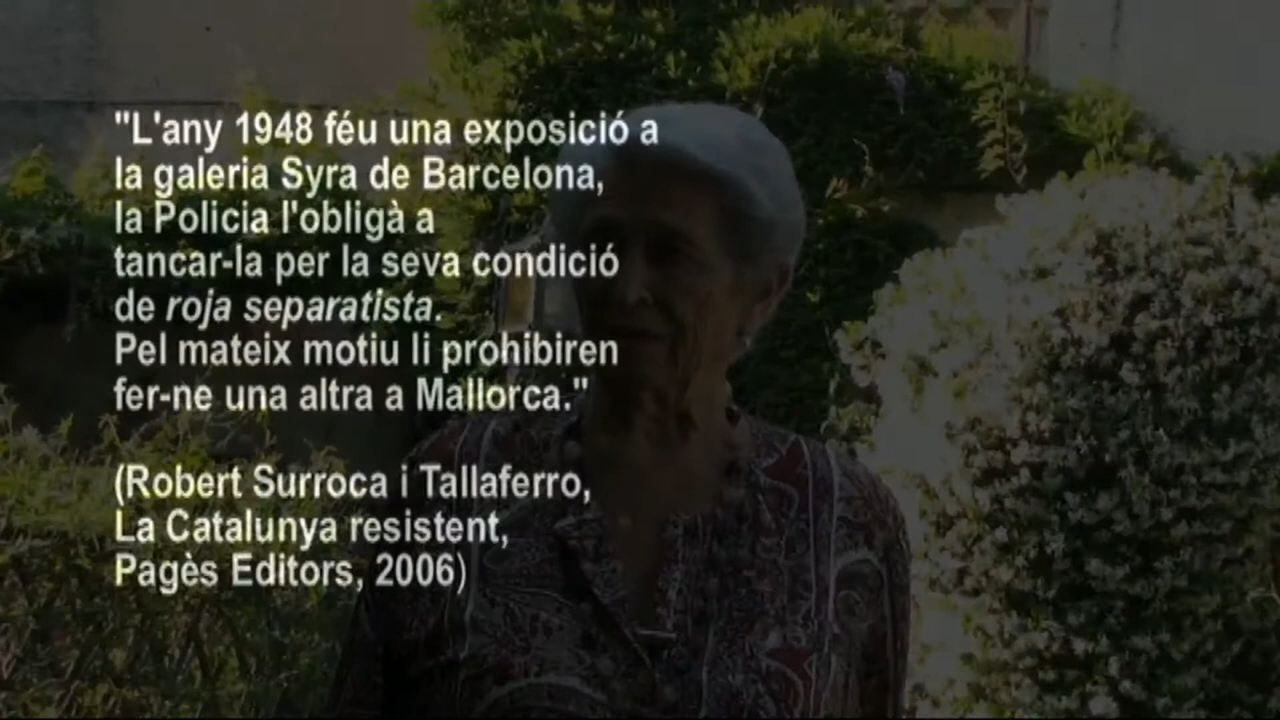 "L'any 1948 féu una exposició a
la galeria Syra de Barcelona,
la Policia l'obligà a
tancar-la per la seva condició
de roja separatista.
Pel mateix motiu li prohibiren
fer-ne una altra a Mallorca."
(Robert Surroca i Tallaferro,
La Catalunya resistent,
Pagès Editors, 2006)